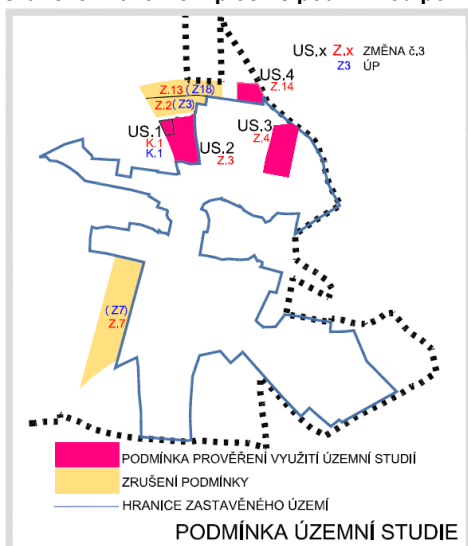 US.x Z.x ZMĚNA č.3
Z3 ÚP
US.4
Z.14
Z.13 (Z18)
Z.2 (Z3)
US.1
K.1
K.1
US.2
Z.3
US.3
Z.4
(Z7)
Z.7
PODMÍNKA PROVĚŘENÍ VYUŽITÍ ÚZEMNÍ STUDIÍ
ZRUŠENÍ PODMÍNKY
HRANICE ZASTAVĚNÉHO ÚZEMÍ
PODMÍNKA ÚZEMNÍ STUDIE